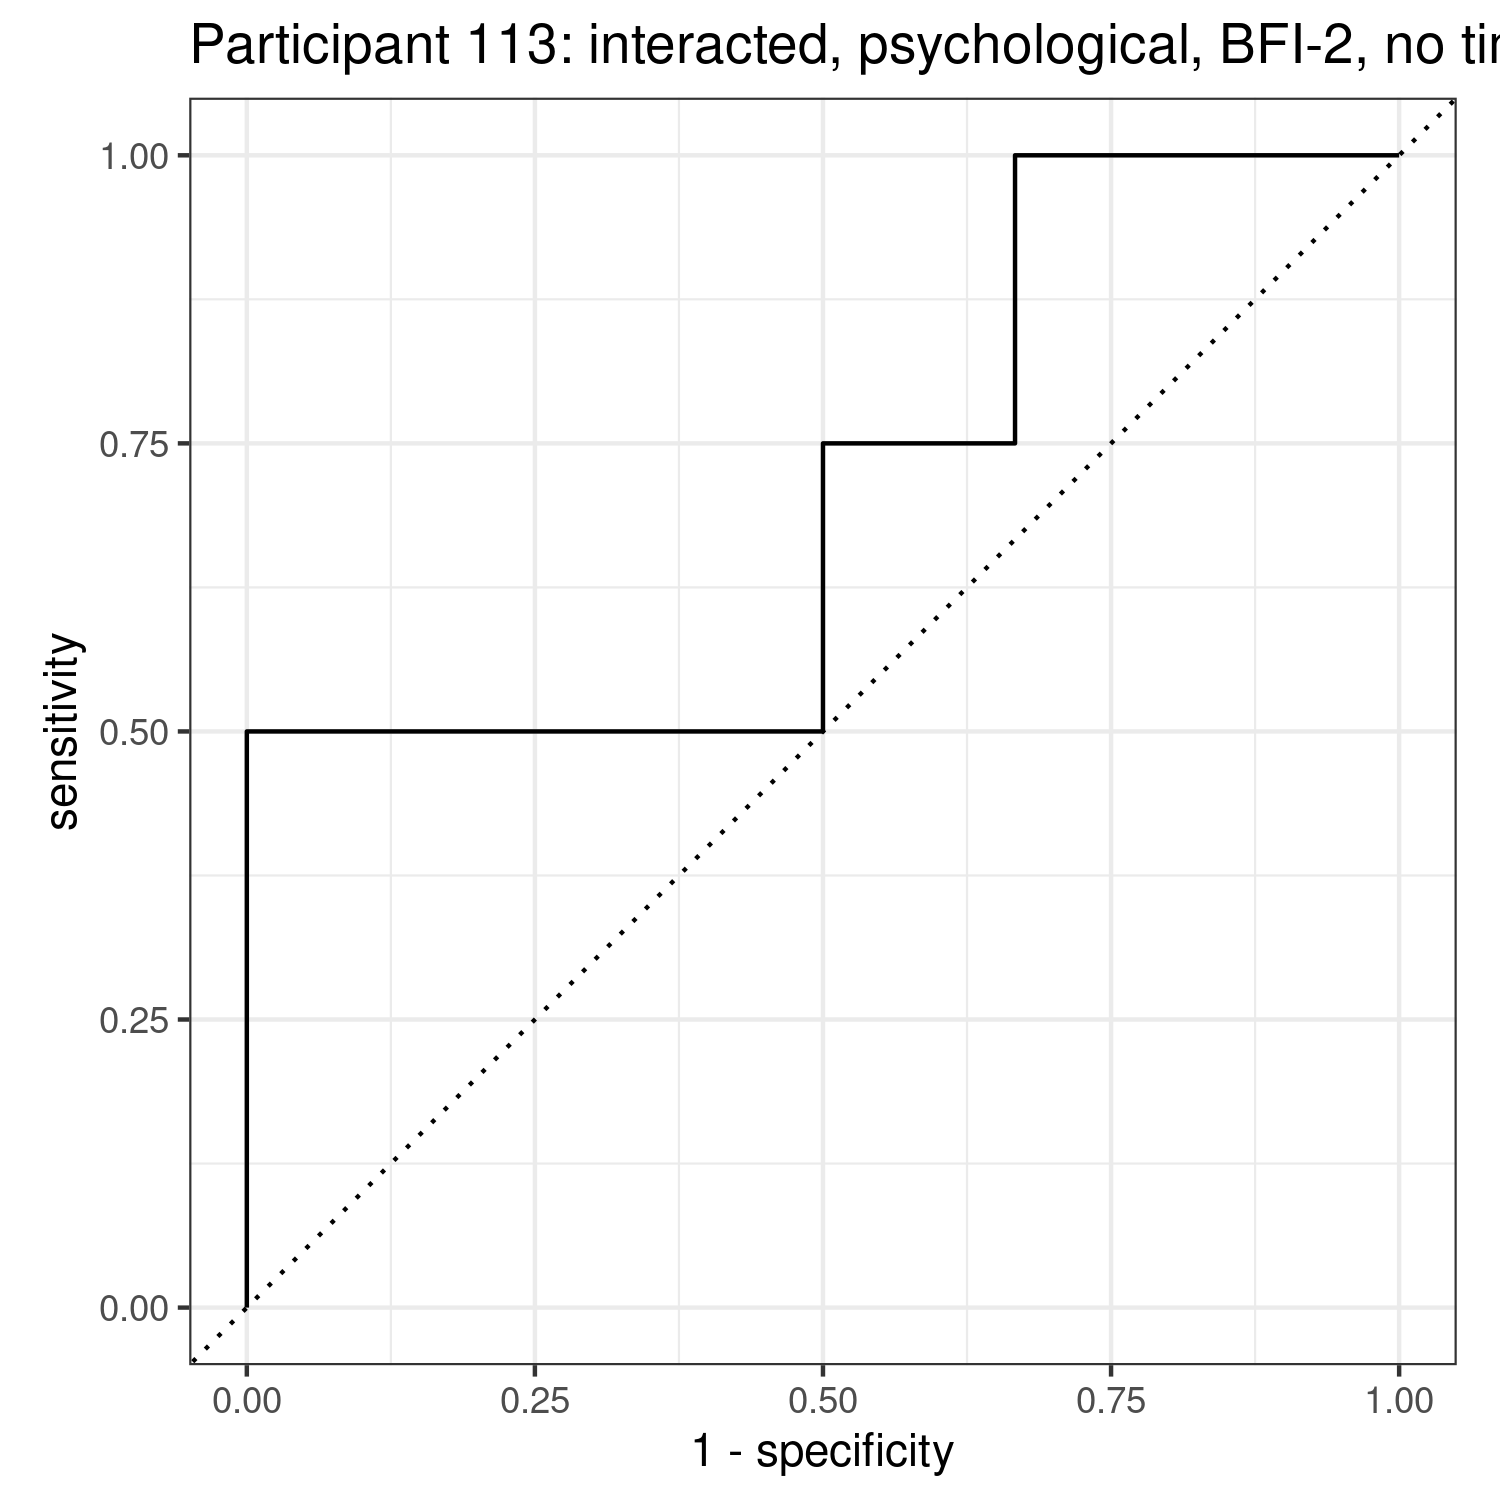 Participant 113: interacted, psychological, BFI-2, no
1.00
0.75
0.50
0.25
0.00
sensitivity
0.00 0.25 0.50 0.75 1.00
1 - specificity